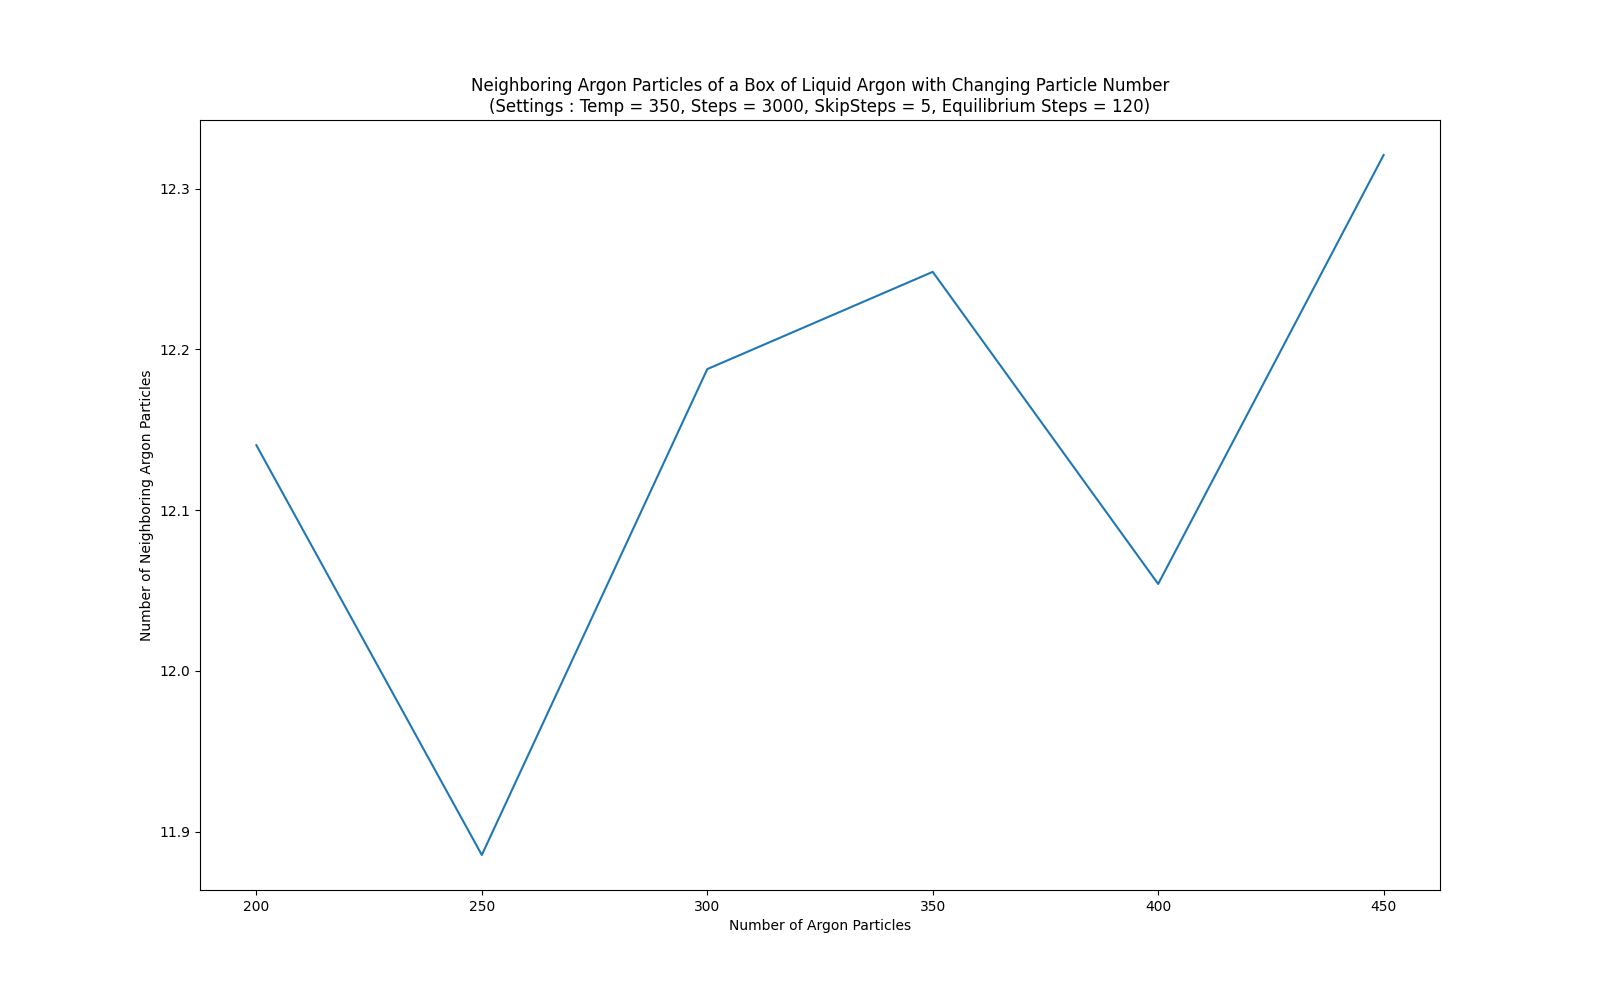 Neighboring Argon Particles of a Box of Liquid Argon with Changing Particle Number
(Settings : Temp = 350, Steps = 3000, SkipSteps = 5, Equilibrium Steps = 120)
Number of Neighboring Argon Particles
12.3
12.2
12.1
12.0
11.9
200 250 300 350 400 450
Number of Argon Particles